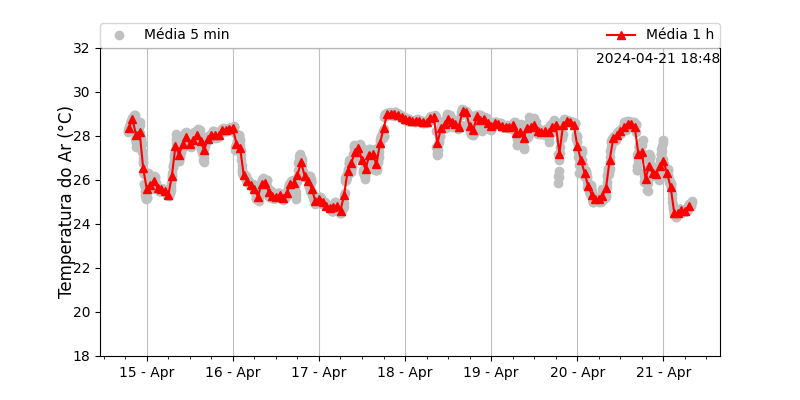 Média 5 min
Média 1 h
2024-04-21 18:48
Temperatura do Ar (°C)
32
30
28
26
24
22
20
18
15 - Apr
16 - Apr
17 - Apr
18 - Apr
19 - Apr
20 - Apr
21 - Apr